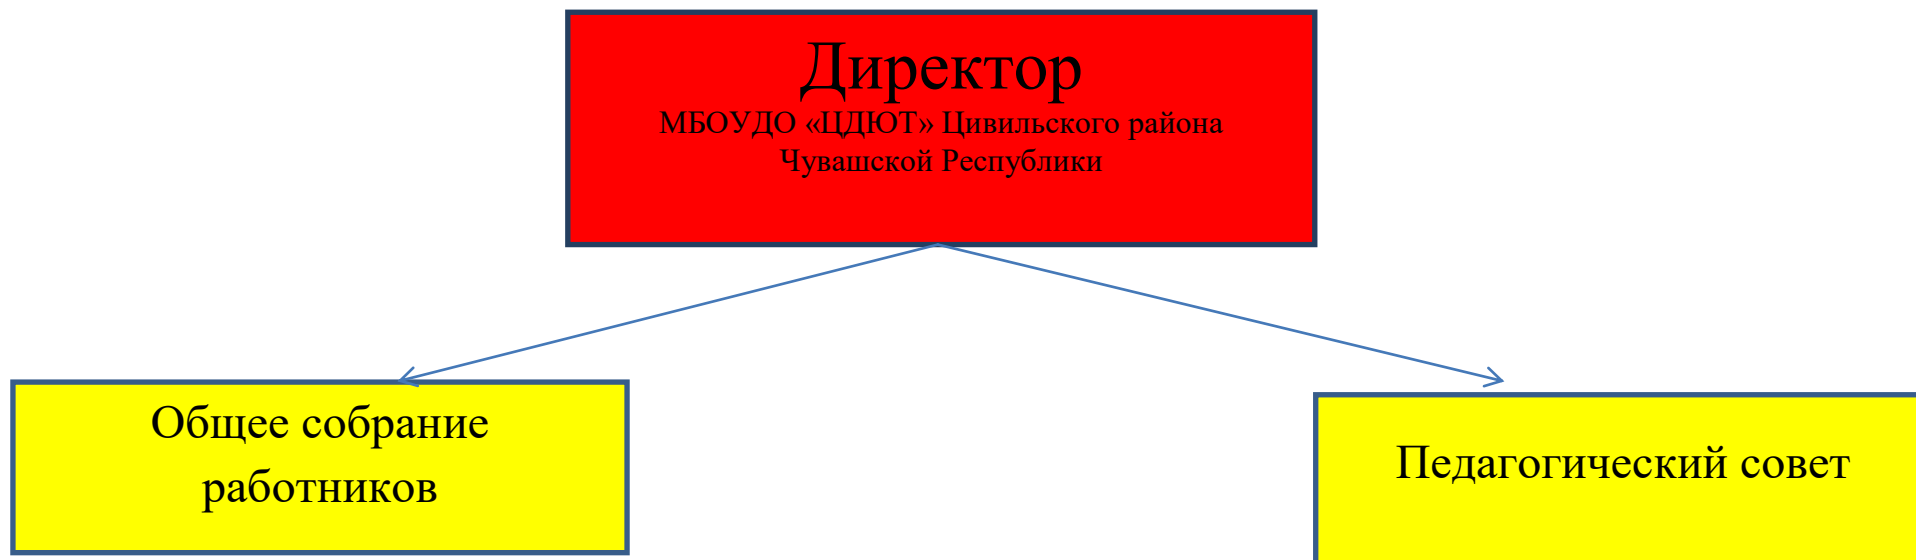 Директор
МБОУДО «ЦДЮТ» Цивильского района
Чувашской Республики
Общее собрание
работников
Педагогический совет